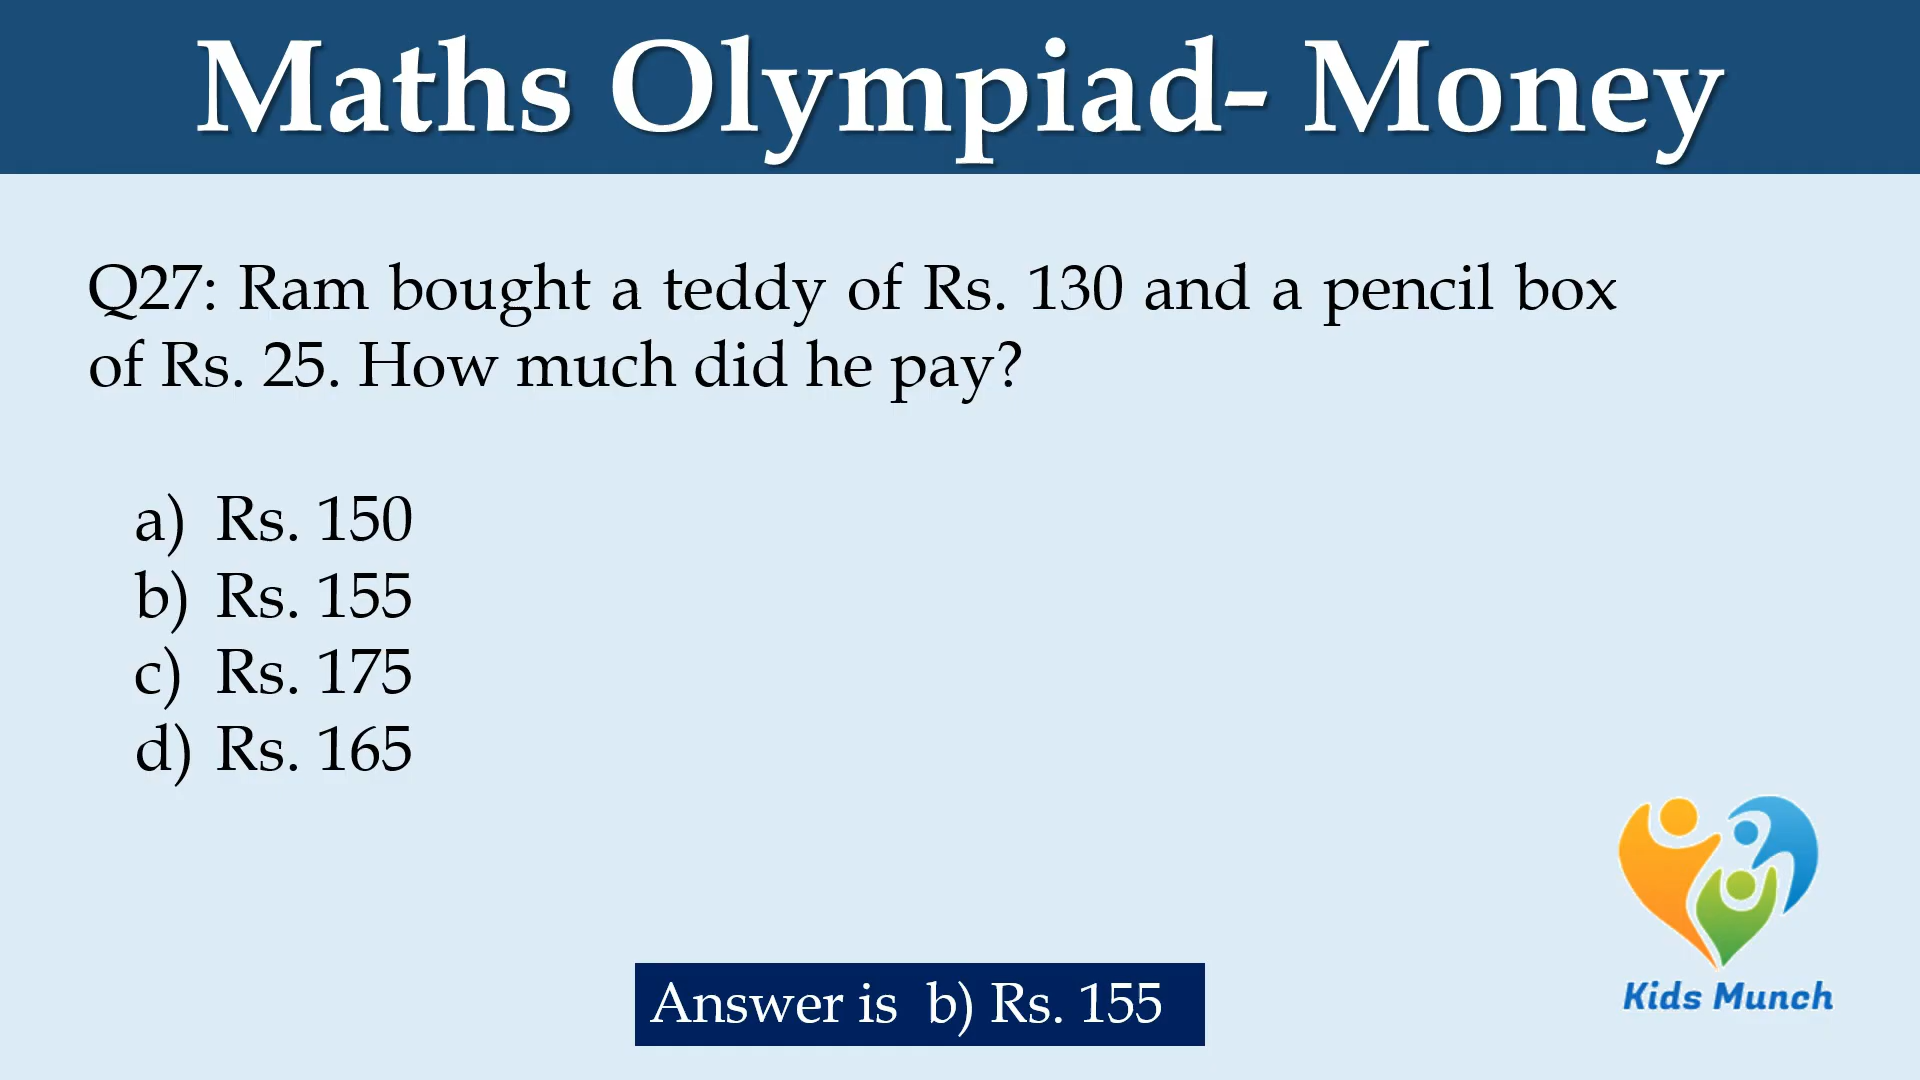 Maths Olympiad- Money
Q27: Ram bought a teddy of Rs. 130 and a pencil box
of Rs. 25. How much did he pay?
a) Rs. 150
b) Rs. 155
c) Rs. 175
d) Rs. 165
Kids Munch
Answer is b) Rs. 155